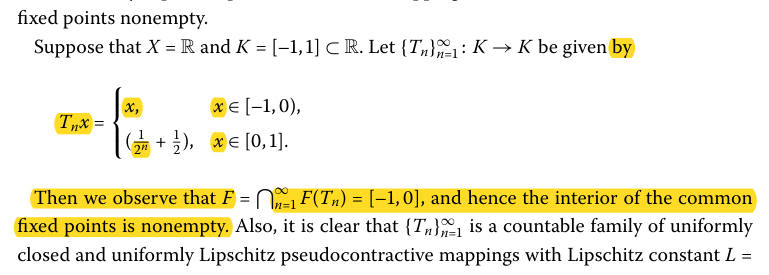 fixed points nonempty.
Suppose that X = ℝ and K = [−1, 1] ⊂ ℝ. Let {Tₙ}∞ₙ₌₁ : K → K be given by
Tₙx = { x, x ∈ [−1, 0),
(1/2ⁿ + 1/2), x ∈ [0, 1].
Then we observe that F = ⋂∞ₙ₌₁ F(Tₙ) = [−1, 0], and hence the interior of the common
fixed points is nonempty. Also, it is clear that {Tₙ}∞ₙ₌₁ is a countable family of uniformly
closed and uniformly Lipschitz pseudocontractive mappings with Lipschitz constant L =